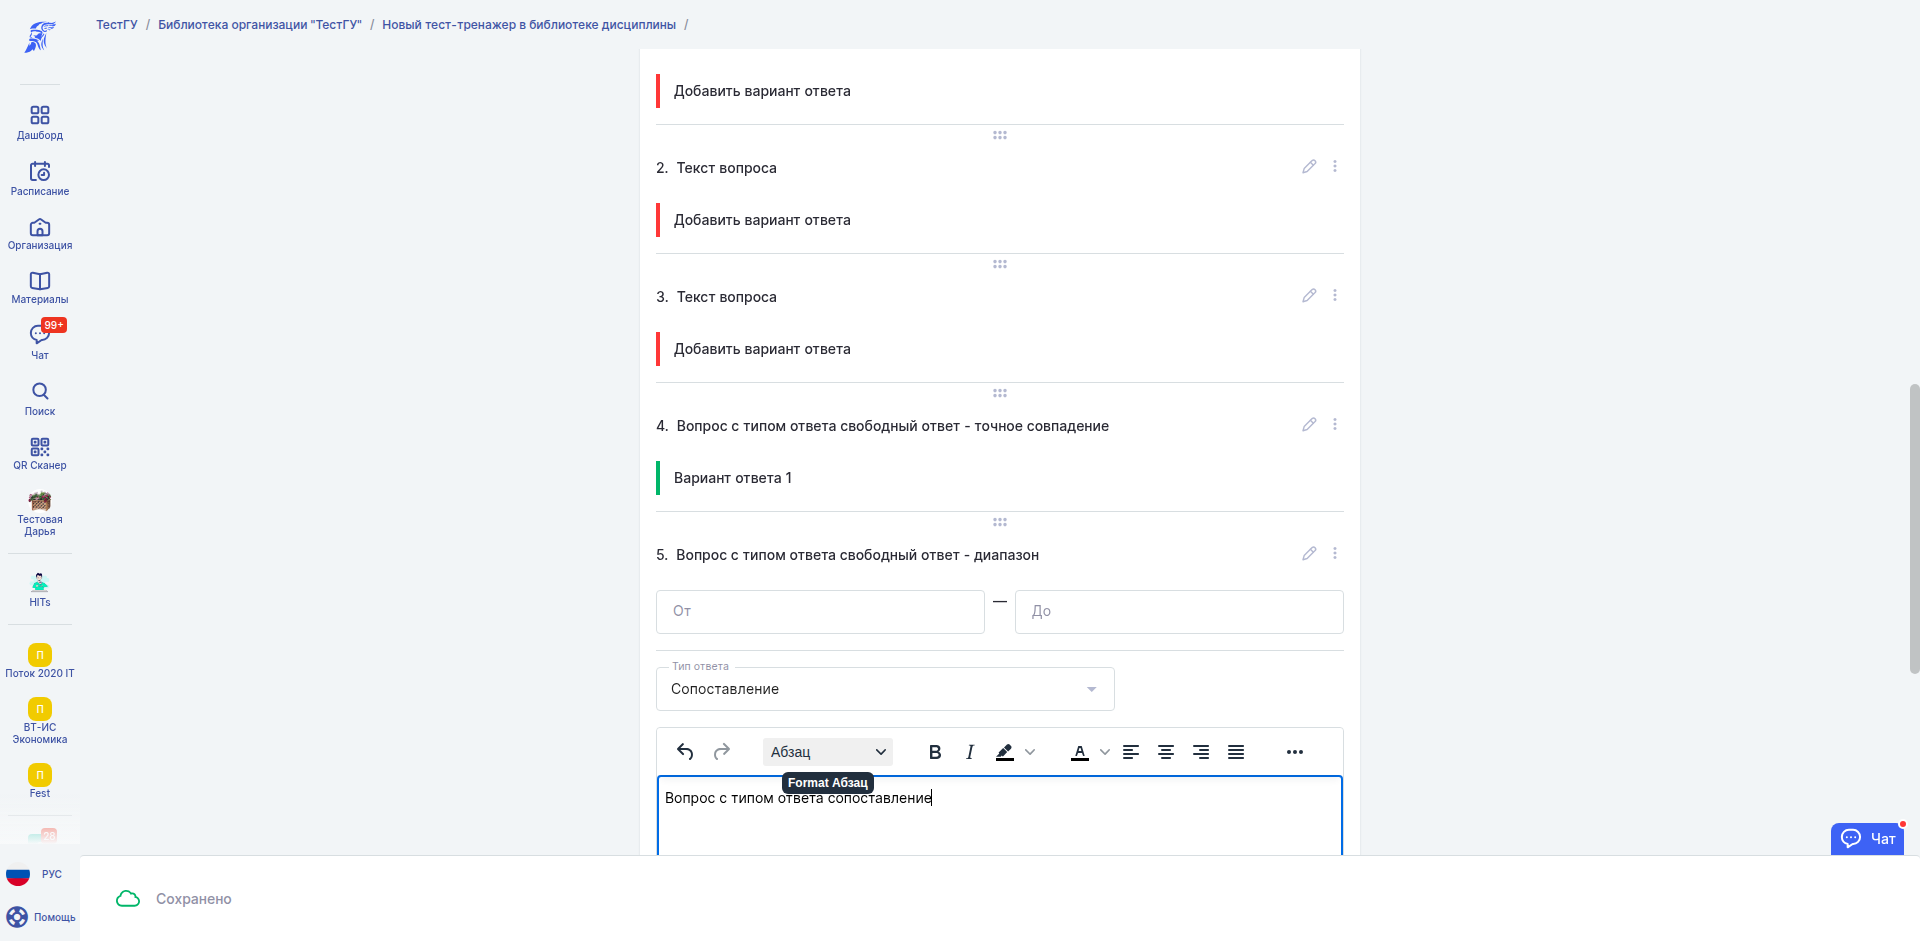 ТестГУ / Библиотека организации "ТестГУ" / Новый тест-тренажер в библиотеке дисциплины /
Дашборд
Расписание
Организация
Материалы
99+
Чат
Поиск
QR Сканер
Тестовая
Дарья
HITs
П
Поток 2020 IT
П
ВТ-ИС
Экономика
П
Fest
28
РУС
Помощь
Добавить вариант ответа
2. Текст вопроса
Добавить вариант ответа
3. Текст вопроса
Добавить вариант ответа
4. Вопрос с типом ответа свободный ответ - точное совпадение
Вариант ответа 1
5. Вопрос с типом ответа свободный ответ - диапазон
От — До
Тип ответа
Сопоставление
Абзац B I A
Format Абзац
Вопрос с типом ответа сопоставление
Чат
Сохранено